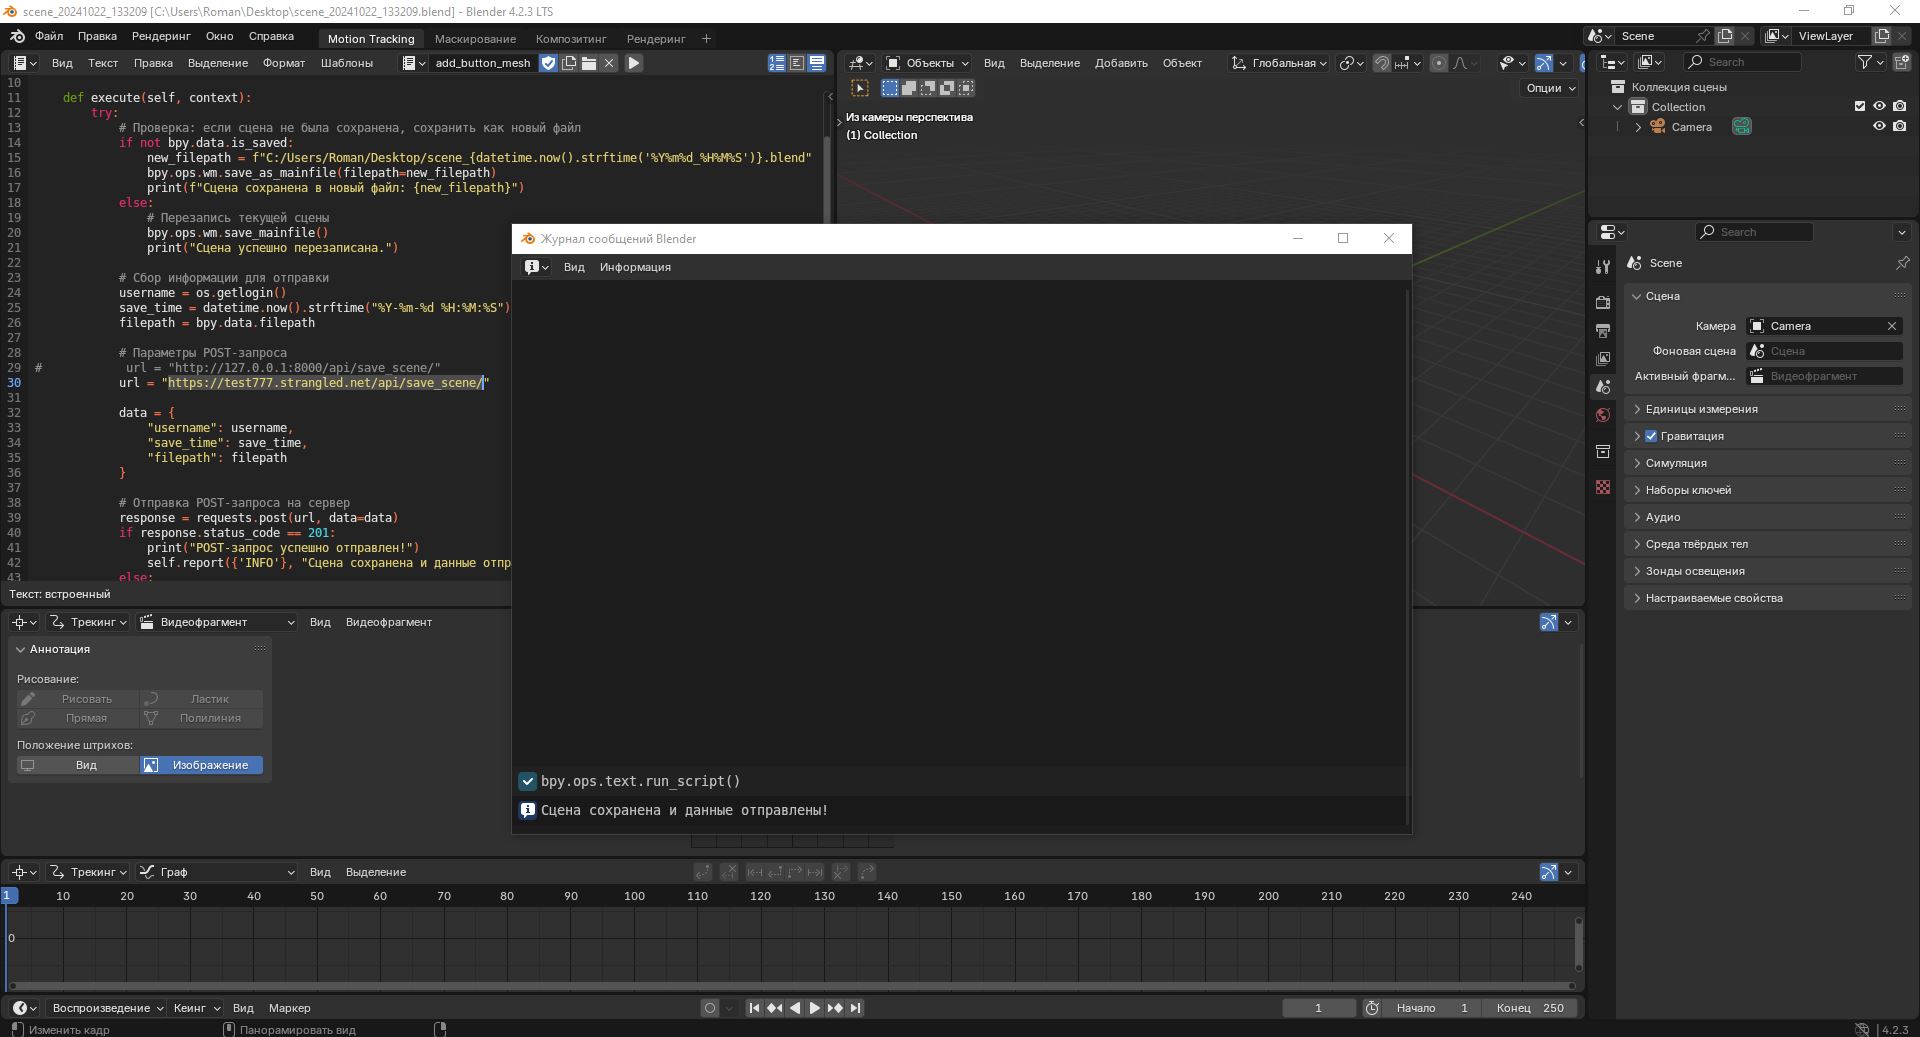 scene_20241022_133209 [C:\Users\Roman\Desktop\scene_20241022_133209.blend] - Blender 4.2.3 LTS
Файл Правка Рендеринг Окно Справка Motion Tracking Маскирование Композитинг Рендеринг + Scene ViewLayer
Вид Текст Правка Выделение Формат Шаблоны add_button_mesh
Объекты Вид Выделение Добавить Объект Глобальная
Search
Опции
Из камеры перспектива
(1) Collection
Коллекция сцены
Collection
Camera
10
11 def execute(self, context):
12 try:
13 # Проверка: если сцена не была сохранена, сохранить как новый файл
14 if not bpy.data.is_saved:
15 new_filepath = f"C:/Users/Roman/Desktop/scene_{datetime.now().strftime('%Y%m%d_%H%M%S')}.blend"
16 bpy.ops.wm.save_as_mainfile(filepath=new_filepath)
17 print(f"Сцена сохранена в новый файл: {new_filepath}")
18 else:
19 # Перезапись текущей сцены
20 bpy.ops.wm.save_mainfile()
21 print("Сцена успешно перезаписана.")
22
23 # Сбор информации для отправки
24 username = os.getlogin()
25 save_time = datetime.now().strftime("%Y-%m-%d %H:%M:%S")
26 filepath = bpy.data.filepath
27
28 # Параметры POST-запроса
29 # url = "http://127.0.0.1:8000/api/save_scene/"
30 url = "https://test777.strangled.net/api/save_scene/"
31
32 data = {
33 "username": username,
34 "save_time": save_time,
35 "filepath": filepath
36 }
37
38 # Отправка POST-запроса на сервер
39 response = requests.post(url, data=data)
40 if response.status_code == 201:
41 print("POST-запрос успешно отправлен!")
42 self.report({'INFO'}, "Сцена сохранена и данные отпр
43 else:
Текст: встроенный
Журнал сообщений Blender
Вид Информация
bpy.ops.text.run_script()
Сцена сохранена и данные отправлены!
Search
Scene
Сцена
Камера Camera
Фоновая сцена Сцена
Активный фрагм... Видеофрагмент
Единицы измерения
Гравитация
Симуляция
Наборы ключей
Аудио
Среда твёрдых тел
Зонды освещения
Настраиваемые свойства
Трекинг Видеофрагмент Вид Видеофрагмент
Аннотация
Рисование:
Рисовать Ластик
Прямая Полилиния
Положение штрихов:
Вид Изображение
Трекинг Граф Вид Выделение
1 10 20 30 40 50 60 70 80 90 100 110 120 130 140 150 160 170 180 190 200 210 220 230 240
0
Воспроизведение Кеинг Вид Маркер 1 Начало 1 Конец 250
Изменить кадр Панорамировать вид 4.2.3